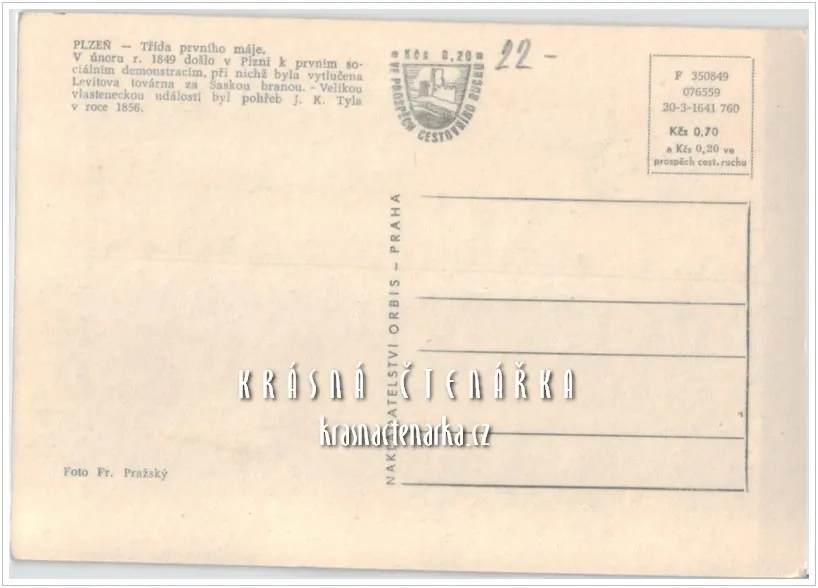 PLZEŇ — Třída prvního máje.
V únoru r. 1849 došlo v Plzni k prvním so-
ciálním demonstracím, při nichž byla vytlučena
Levitova továrna za Saskou branou. - Velikou
vlasteneckou událostí byl pohřeb J. K. Tyla
v roce 1856.
Kčs 0,20
VE PROSPĚCH CESTOVNÍHO RUCHU
22 -
F 350849
076559
20-3-1641 760
Kčs 0,70
a Kčs 0,20 ve
prospěch cest. ruchu
NAKLADATELSTVÍ ORBIS — PRAHA
KRÁSNÁ ČTENÁŘKA
krasnactenarka.cz
Foto Fr. Pražský